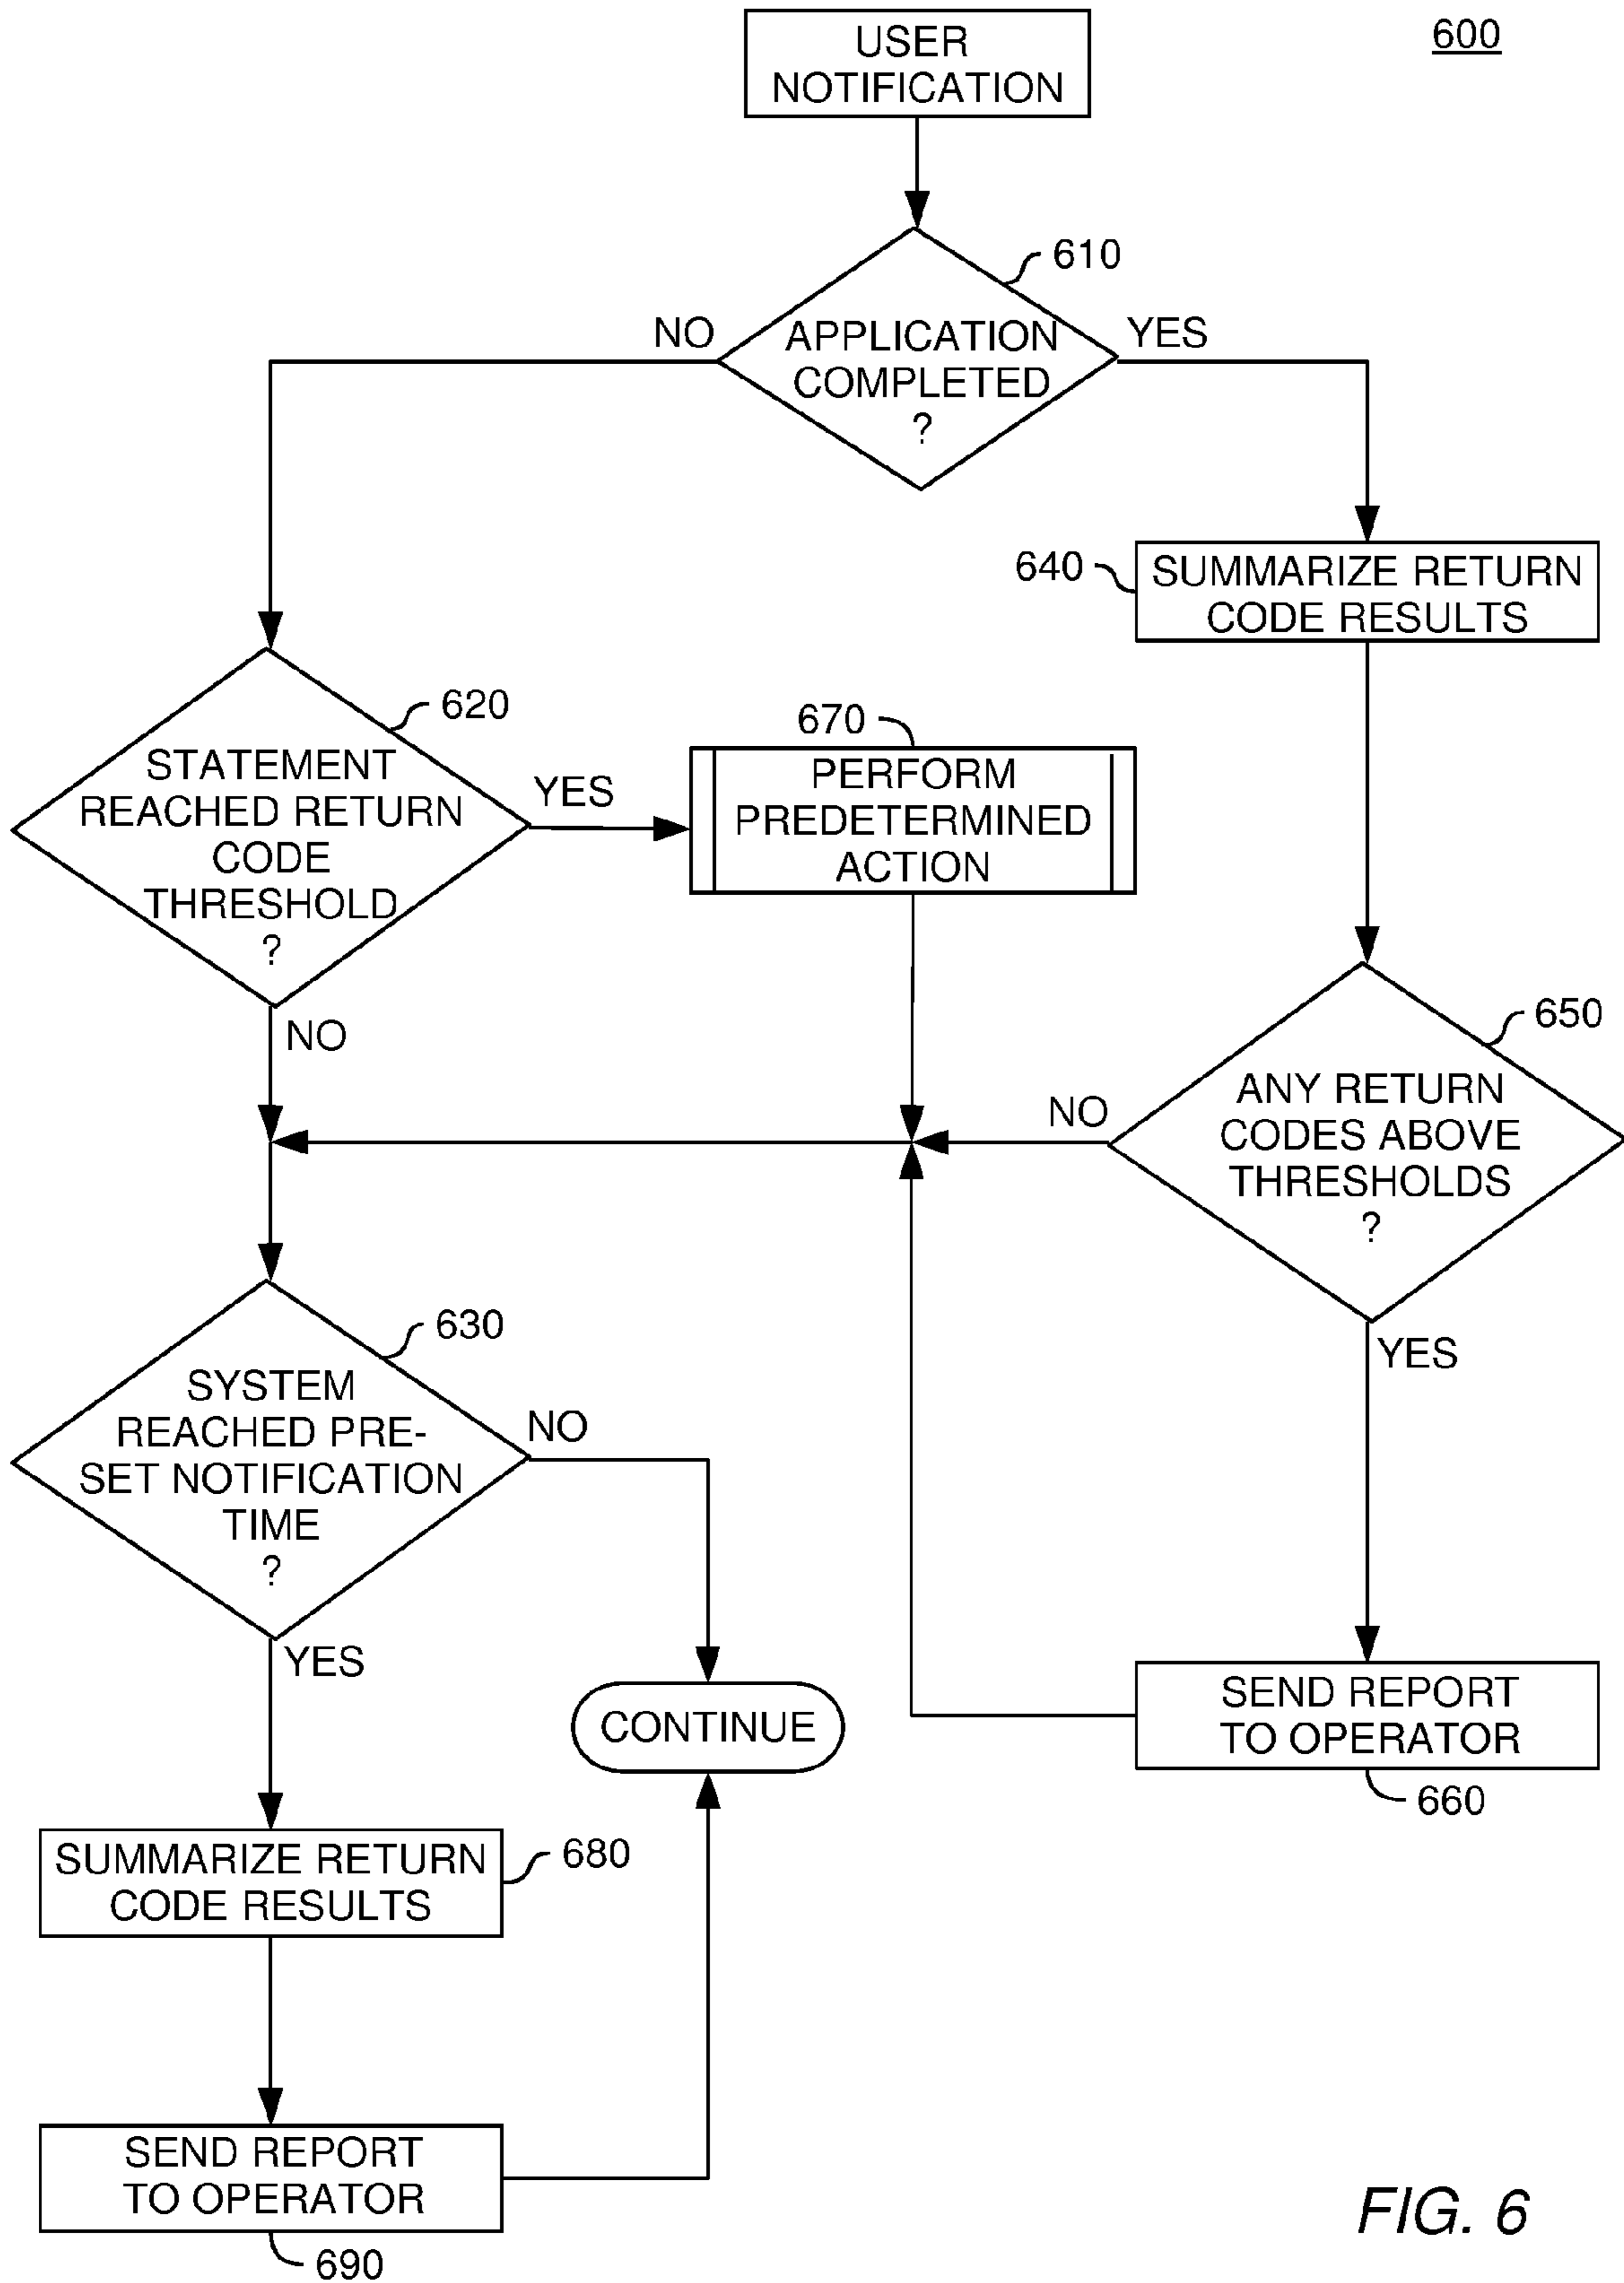 USER
NOTIFICATION
600
610
NO
APPLICATION
COMPLETED
?
YES
640
SUMMARIZE RETURN
CODE RESULTS
620
STATEMENT
REACHED RETURN
CODE
THRESHOLD
?
YES
670
PERFORM
PREDETERMINED
ACTION
NO
650
ANY RETURN
CODES ABOVE
THRESHOLDS
?
NO
YES
630
SYSTEM
REACHED PRE-
SET NOTIFICATION
TIME
?
NO
YES
CONTINUE
SEND REPORT
TO OPERATOR
660
SUMMARIZE RETURN
CODE RESULTS
680
SEND REPORT
TO OPERATOR
690
FIG. 6